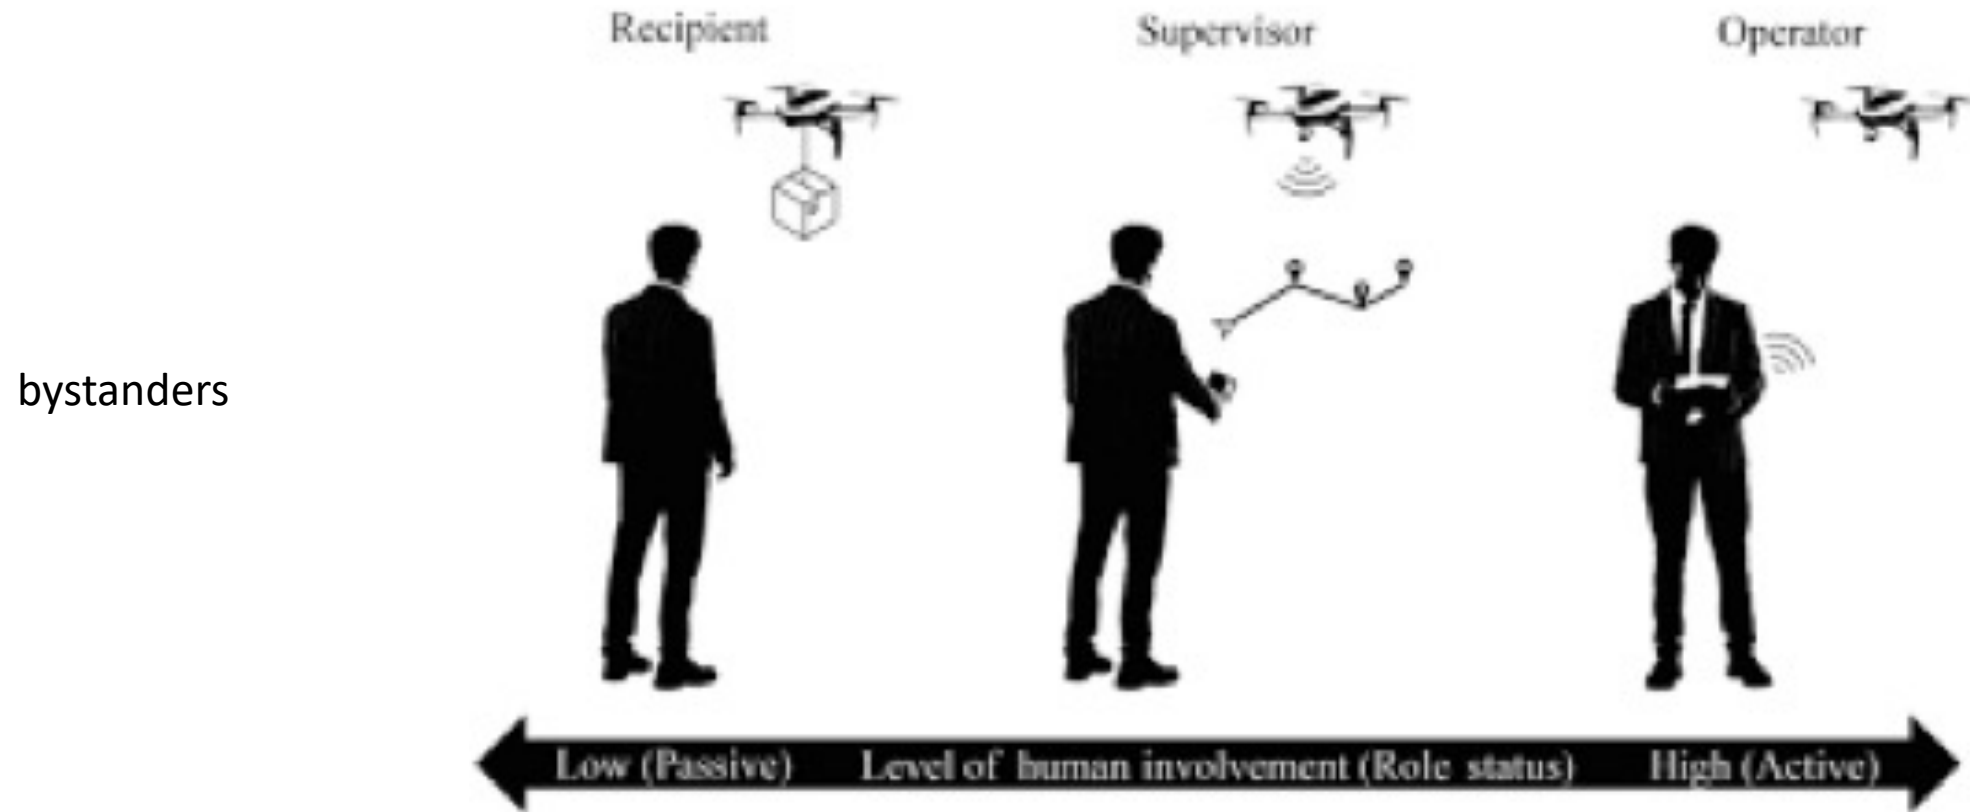 Recipient Supervisor Operator
bystanders
Low (Passive) Level of human involvement (Role status) High (Active)